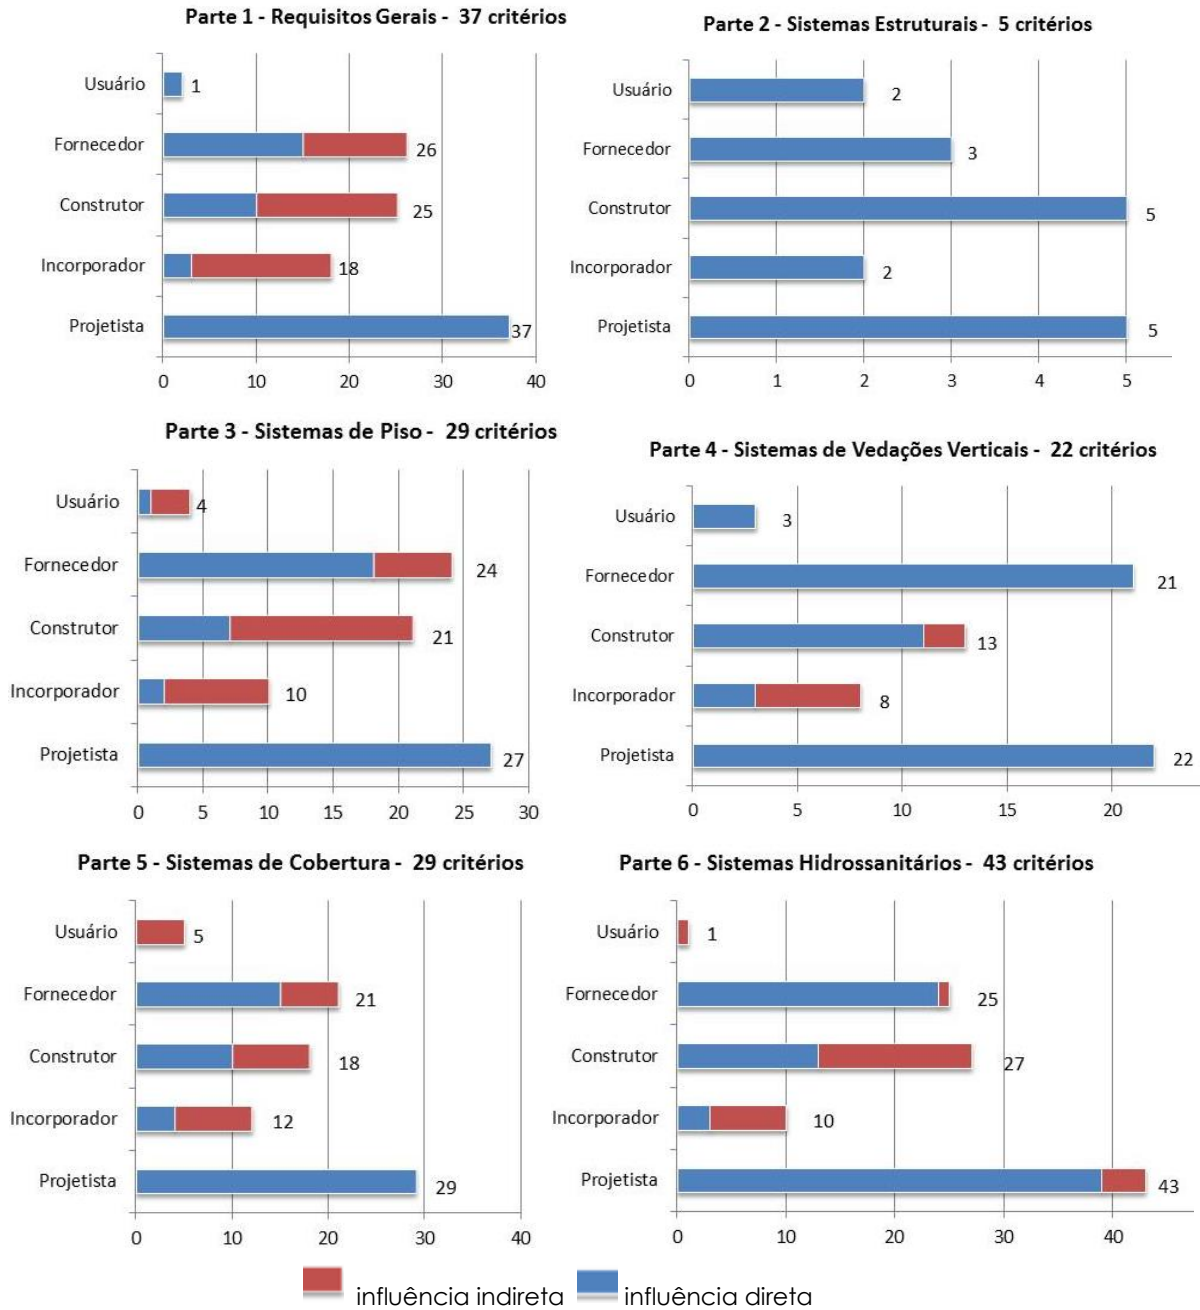 Parte 1 - Requisitos Gerais - 37 critérios
Usuário 1
Fornecedor 26
Construtor 25
Incorporador 18
Projetista 37
0 10 20 30 40
Parte 2 - Sistemas Estruturais - 5 critérios
Usuário 2
Fornecedor 3
Construtor 5
Incorporador 2
Projetista 5
0 1 2 3 4 5
Parte 3 - Sistemas de Piso - 29 critérios
Usuário 4
Fornecedor 24
Construtor 21
Incorporador 10
Projetista 27
0 5 10 15 20 25 30
Parte 4 - Sistemas de Vedações Verticais - 22 critérios
Usuário 3
Fornecedor 21
Construtor 13
Incorporador 8
Projetista 22
0 5 10 15 20
Parte 5 - Sistemas de Cobertura - 29 critérios
Usuário 5
Fornecedor 21
Construtor 18
Incorporador 12
Projetista 29
0 10 20 30 40
Parte 6 - Sistemas Hidrossanitários - 43 critérios
Usuário 1
Fornecedor 25
Construtor 27
Incorporador 10
Projetista 43
0 10 20 30 40
influência indireta influência direta